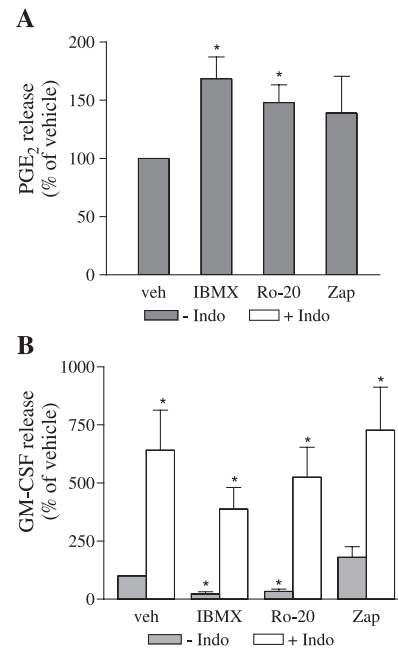 A
PGE2 release
(% of vehicle)
200
150
100
50
0
* *
veh IBMX Ro-20 Zap
- Indo + Indo
B
GM-CSF release
(% of vehicle)
1000
750
500
250
0
* * * * * *
veh IBMX Ro-20 Zap
- Indo + Indo